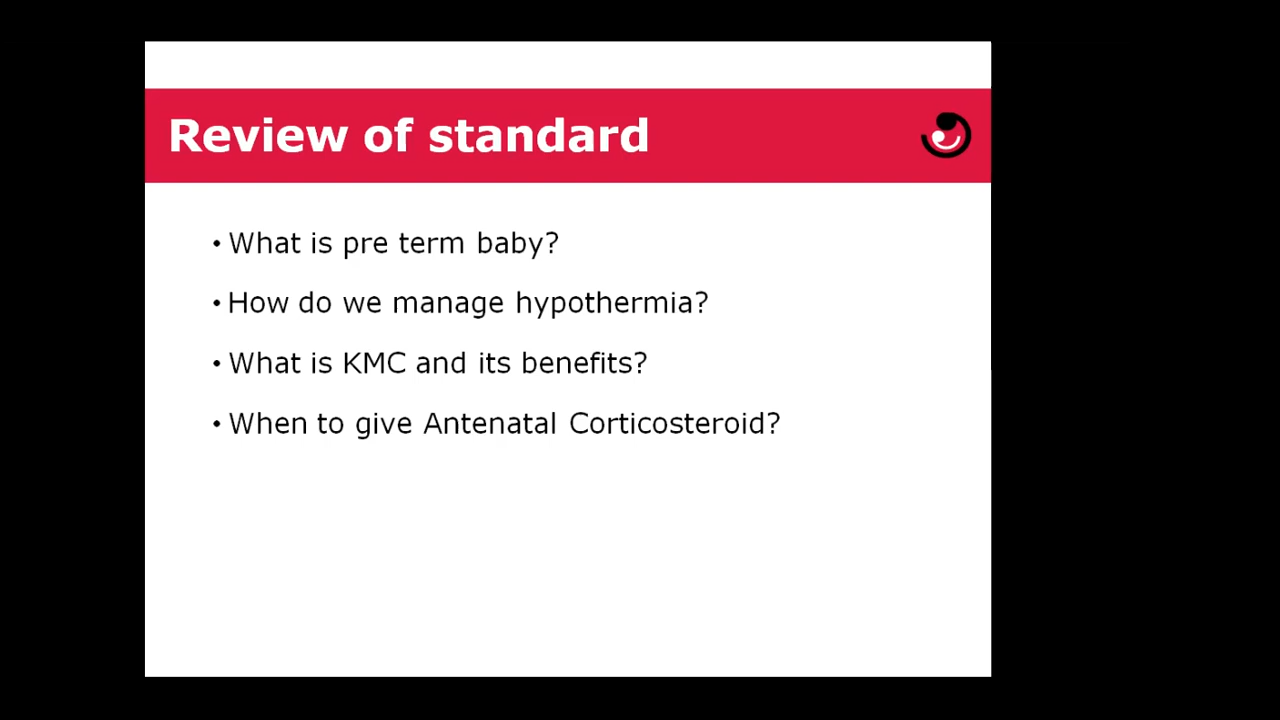 Review of standard
• What is pre term baby?
• How do we manage hypothermia?
• What is KMC and its benefits?
• When to give Antenatal Corticosteroid?